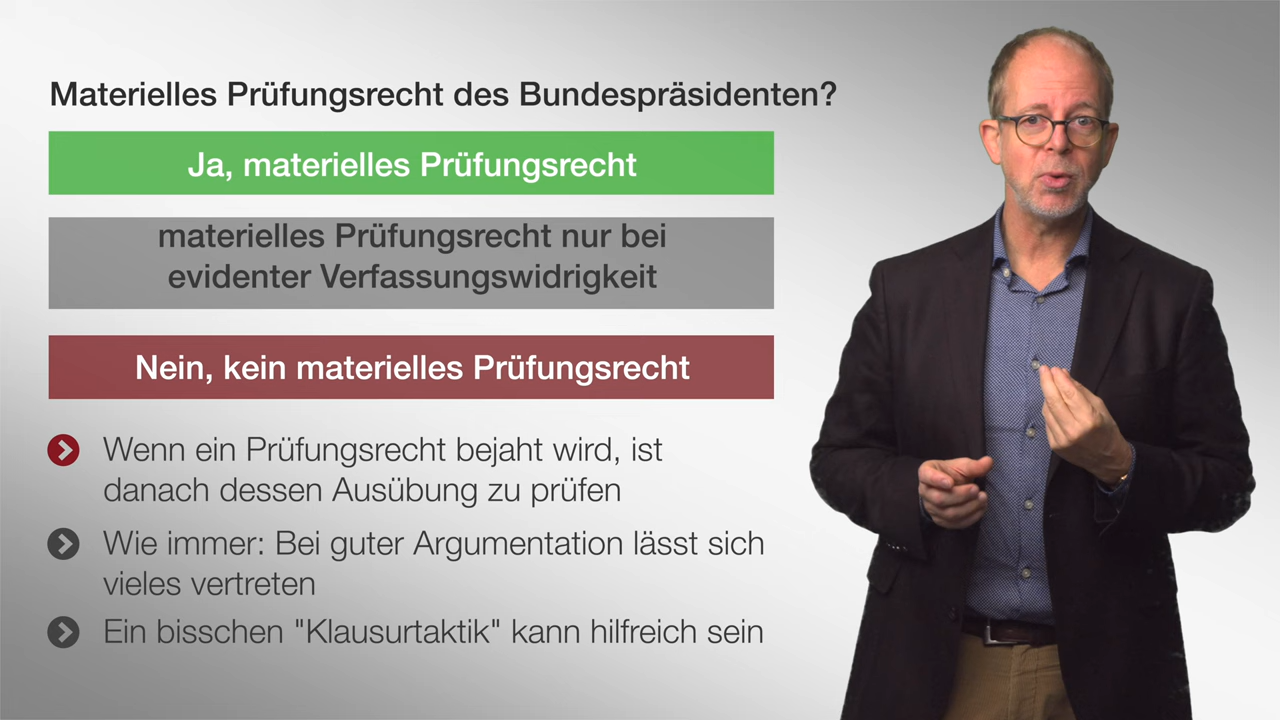 Materielles Prüfungsrecht des Bundespräsidenten?
Ja, materielles Prüfungsrecht
materielles Prüfungsrecht nur bei
evidenter Verfassungswidrigkeit
Nein, kein materielles Prüfungsrecht
Wenn ein Prüfungsrecht bejaht wird, ist
danach dessen Ausübung zu prüfen
Wie immer: Bei guter Argumentation lässt sich
vieles vertreten
Ein bisschen "Klausurtaktik" kann hilfreich sein